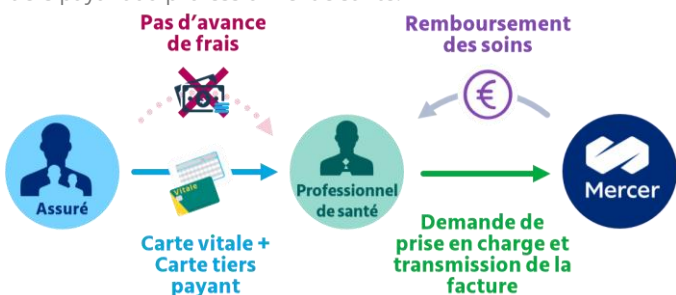 Pas d'avance
de frais
Remboursement
des soins
Vitale
Assuré
Professionnel
de santé
Mercer
Carte vitale +
Carte tiers
payant
Demande de
prise en charge et
transmission de la
facture